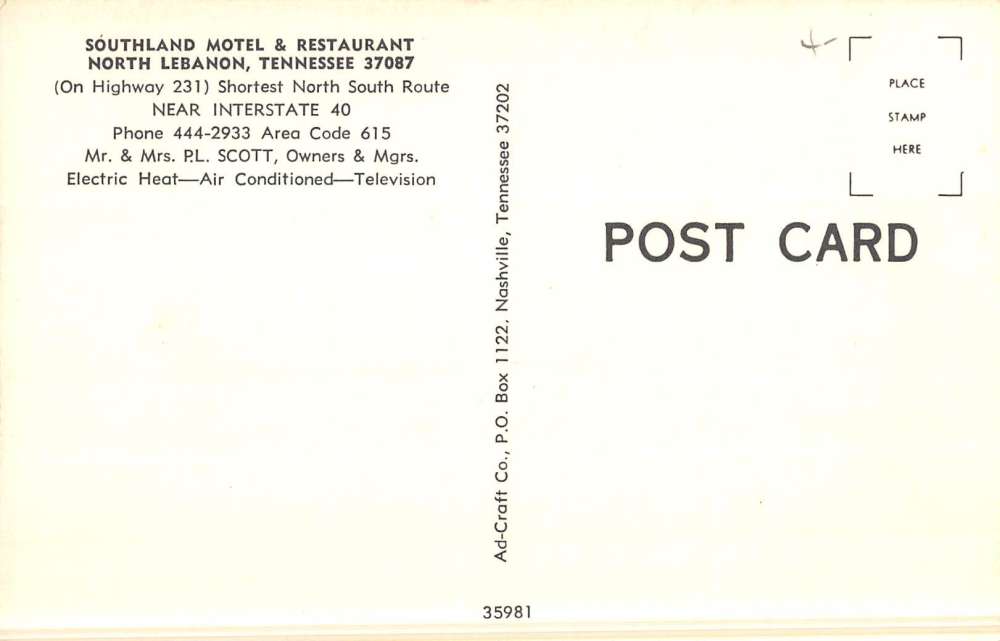 SOUTHLAND MOTEL & RESTAURANT
NORTH LEBANON, TENNESSEE 37087
(On Highway 231) Shortest North South Route
NEAR INTERSTATE 40
Phone 444-2933 Area Code 615
Mr. & Mrs. P.L. SCOTT, Owners & Mgrs.
Electric Heat—Air Conditioned—Television
Ad-Craft Co., P.O. Box 1122, Nashville, Tennessee 37202
35981
PLACE
STAMP
HERE
POST CARD